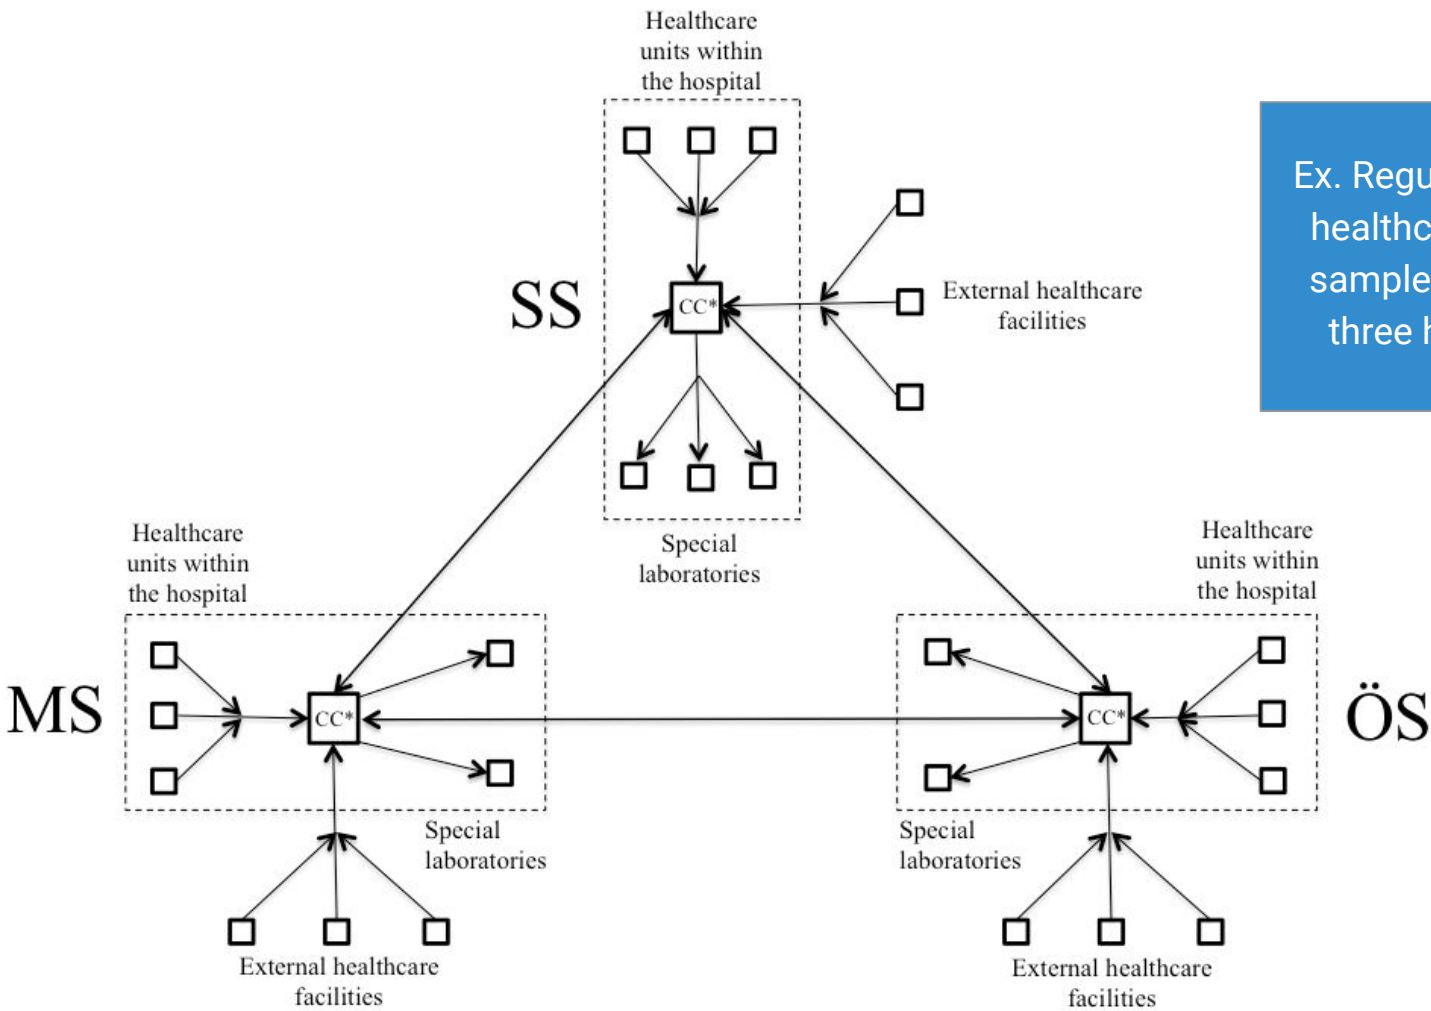 Healthcare
units within
the hospital
Ex.
healthc
sample
three h
SS
CC*
External healthcare
facilities
Special
laboratories
Healthcare
units within
the hospital
Healthcare
units within
the hospital
MS
CC*
CC*
ÖS
Special
laboratories
Special
laboratories
External healthcare
facilities
External healthcare
facilities